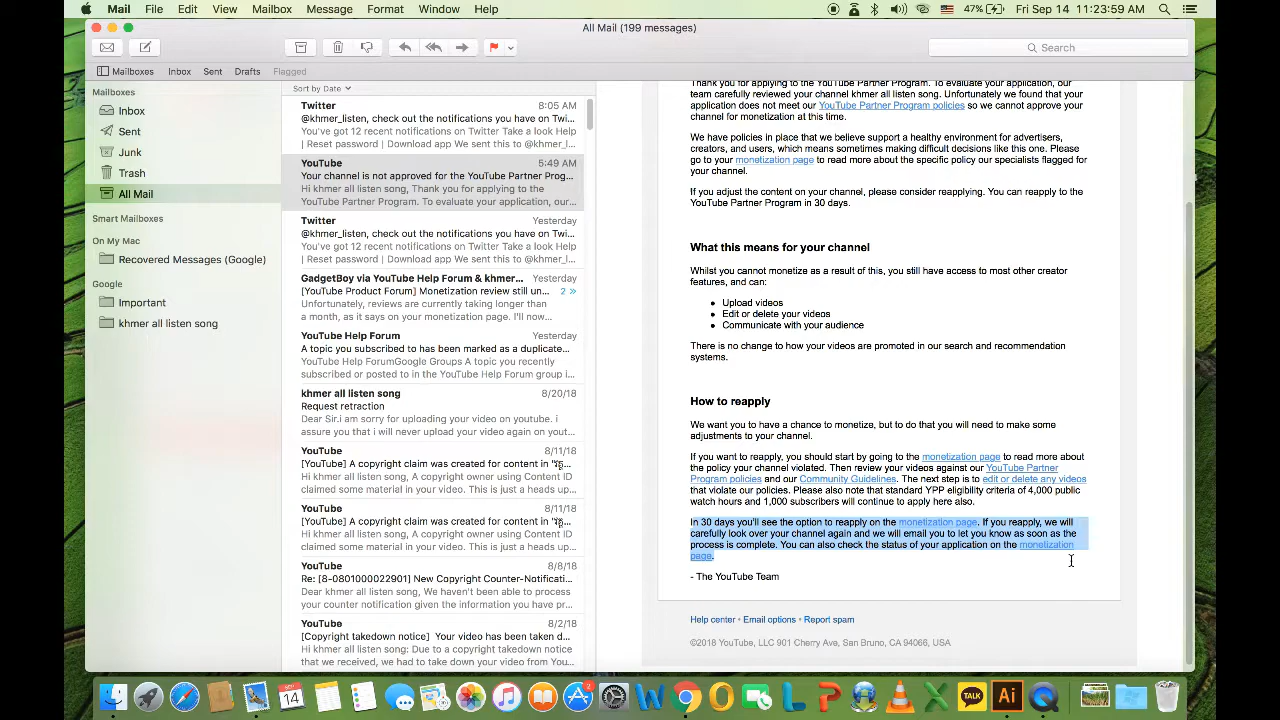 Mail File Edit View Mailbox Message Format Window Help 47% Fri Sep 14 11:23:59 AM
All Mail (199 messages)
Search
Mailboxes Inbox Sent Drafts Flagged
Mailboxes
Inbox
Sent
Junk
Trash
All Mail
Smart Mailboxes
On My Mac
Recovered Messages (Google)
Google
Important
khmer all listen song
Sort by Date
Twitter 8:05 AM
@khmer_listen, check out the notifications you have on Twi...
You've got 12 recent notifications on Twitter Take a look Help
| Reset password | Download app We sent this to @khmer_l...
YouTube 5:49 AM
Your channel is not approved for the YouTube Partner Prog...
Hi khmer all listen song, Thank you for applying to the
YouTube Partner Program. To evaluate your application, our...
Twitter Yesterday
@khmer_listen, check out the notifications you have on Twi...
You've got 12 recent notifications on Twitter Take a look Help
| Reset password | Download app We sent this to @khmer_l...
GadgetBoy via YouTube Help Forum & khmer... Yesterday
[YouTube Product Forum] Monetization review still un... 2 »
Unfortunately, reviews are currently taking longer than
a month, as it says on your monetization page. I'll now...
YouTube Help Forum Yesterday
A topic you subscribed to has been marked as a duplicate...
YouTube Help ForumGoogle Groups A topic you recently
subscribed or posted to in the YouTube Help Forum group i...
khmer all listen song 8/20/18
Request retraction
Dear Sir.i am sorry for uploading your video on youtube. i
assure you that i will never upload your video again on yout...
YouTube 8/11/18
[YouTube] A copyright claim was created for content in
Hi khmer all listen song, A copyright owner using Content ID
claimed some material in your video. This is just a heads up...
YouTube 8/11/18
[YouTube] A copyright claim was created for content in
Hi khmer all listen song, A copyright owner using Content ID
claimed some material in your video. This is just a heads up...
YouTube 8/8/18
Re: [8-0801000022901] New Copyright Counter-Notificati...
Dear khmer all listen song, We haven't been able to process
your counter notification given the information you have pr...
YouTube 8/2/18
[Copyright takedown notice] Your video has been taken d...
Hi khmer all listen song: Due to a copyright takedown notice
that we received, we had to take down your video from You...
Thank you for applying to the YouTube Partner Program. To evaluate your application, our
team carefully reviewed your channel khmer all listen song. Unfortunately we found that your
application does not meet our YouTube Partner Program policies so we cannot approve your
channel for monetization at this time.
We have policies in place that we believe support a healthy environment for advertisers,
creators, and users, which means sometimes making difficult decisions like this one. Please
go to your monetization page to read more about the specific policy our specialists flagged for
your channel.
If you adjust the content on your channel, please consider reapplying. You can reapply to the
YouTube Partner Program in 30 days.
What this means for your channel
Whilst you cannot monetize as a result of this, you still have access to most other creator
features, and can:
• Upload videos
• Edit or delete your videos
• Communicate with your audience
There is no change to how your videos are promoted in our search and recommendation
systems.
How to reapply
We want you to have a chance to monetize, but to do that you will need to make some
adjustments to your channel.
If you want to reapply, you should start by going to the monetization page to read more about
the policy your channel violated. Then review your videos against our YouTube Partner
Program policies and our Community Guidelines. The next step is to edit or delete any videos
that violate our policies. Please also note that standard YPP eligibility criteria of 4,000 public
watch hours and 1,000 subscribers will continue to apply here also.
In 30 days you'll see the option to reapply on the monetization page. If you reapply, we will
carefully look over your channel again and we will email you to let you know as soon as the
process is complete. You can also check the status of your application on the monetization
page.
- The YouTube Team
Help center • Email options • Report spam
©2018 YouTube, LLC 901 Cherry Ave, San Bruno, CA 94066, USA
14 TALK Ai